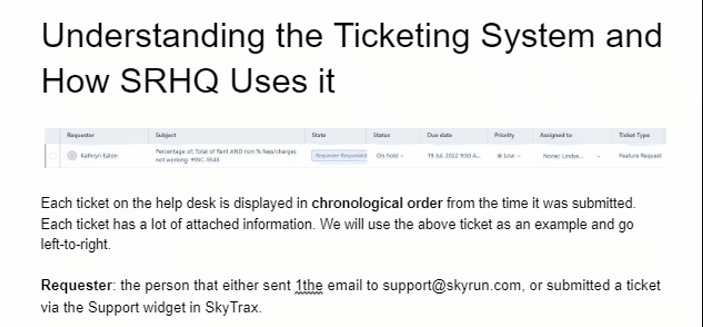 Understanding the Ticketing System and
How SRHQ Uses it
Requester Subject State Status Due date Priority Assigned to Ticket Type
Kathryn Eaton Percentage of: Total of Rent AND non % fees/charges Requester Responded On hold 19 Jul, 2022 9:50 A... Low None/ Lindse... Feature Request
not working #INC-9548
Each ticket on the help desk is displayed in chronological order from the time it was submitted.
Each ticket has a lot of attached information. We will use the above ticket as an example and go
left-to-right.
Requester: the person that either sent 1the email to support@skyrun.com, or submitted a ticket
via the Support widget in SkyTrax.